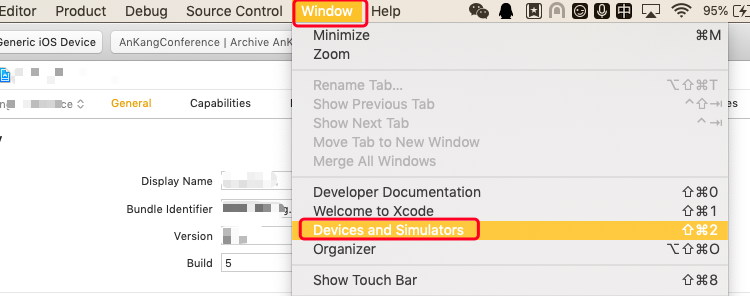 Editor Product Debug Source Control Window Help 中 95%
Generic iOS Device AnKangConference | Archive AnK
Minimize ⌘M
Zoom
Rename Tab... ⌥⇧⌘T
Show Previous Tab ⌃⇧⇥
Show Next Tab ⌃⇥
Move Tab to New Window
Merge All Windows
Developer Documentation ⇧⌘0
Welcome to Xcode ⇧⌘1
Devices and Simulators ⇧⌘2
Organizer ⌥⇧⌘O
Show Touch Bar ⇧⌘8
General Capabilities
Display Name
Bundle Identifier
Version
Build 5